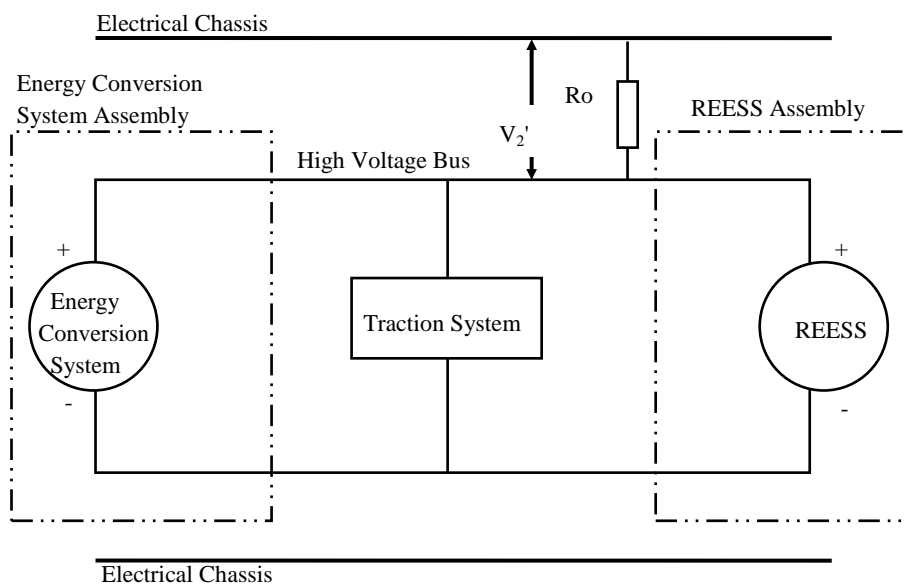 Electrical Chassis
Energy Conversion
System Assembly
Ro
REESS Assembly
V₂'
High Voltage Bus
+
+
Energy
Conversion
System
Traction System
REESS
-
-
Electrical Chassis